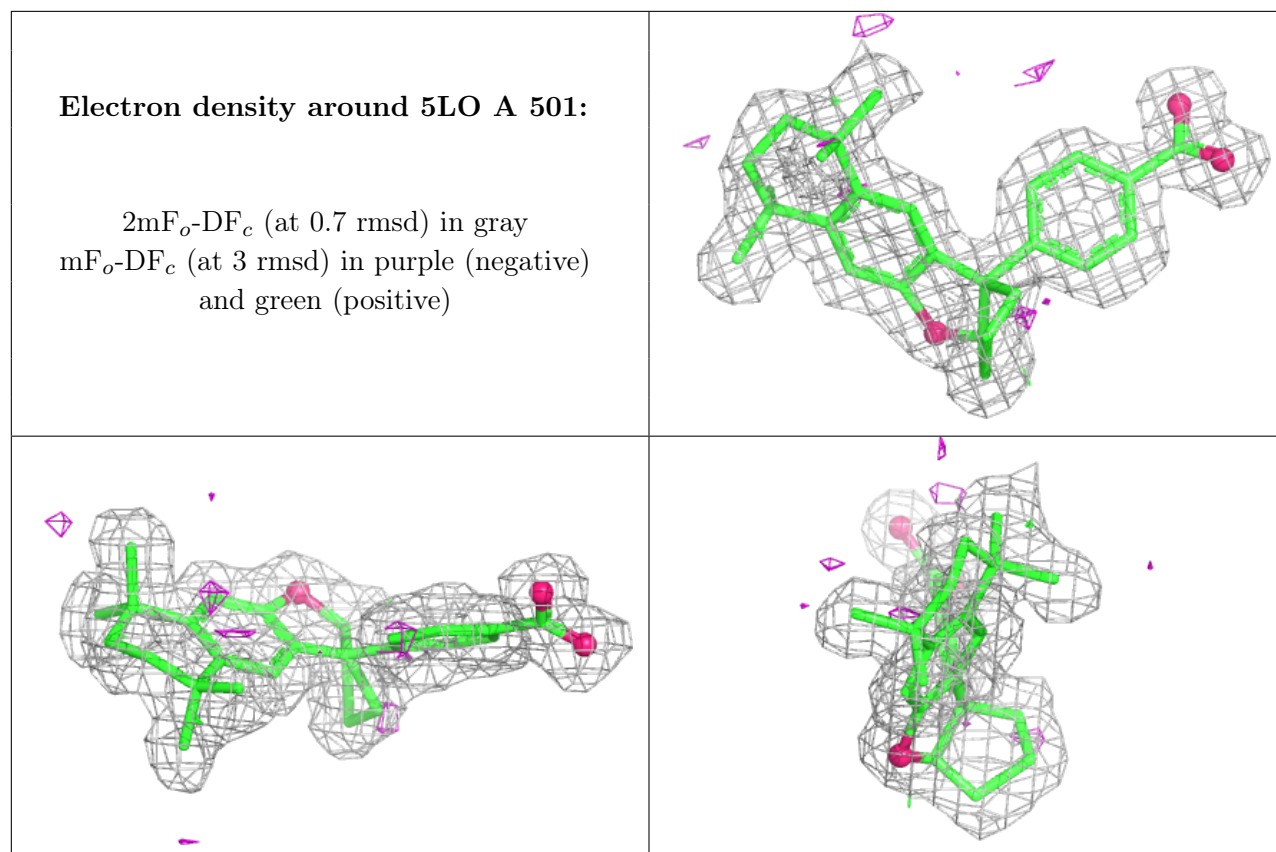 Electron density around 5LO A 501:
2mFo-DFc (at 0.7 rmsd) in gray
mFo-DFc (at 3 rmsd) in purple (negative)
and green (positive)